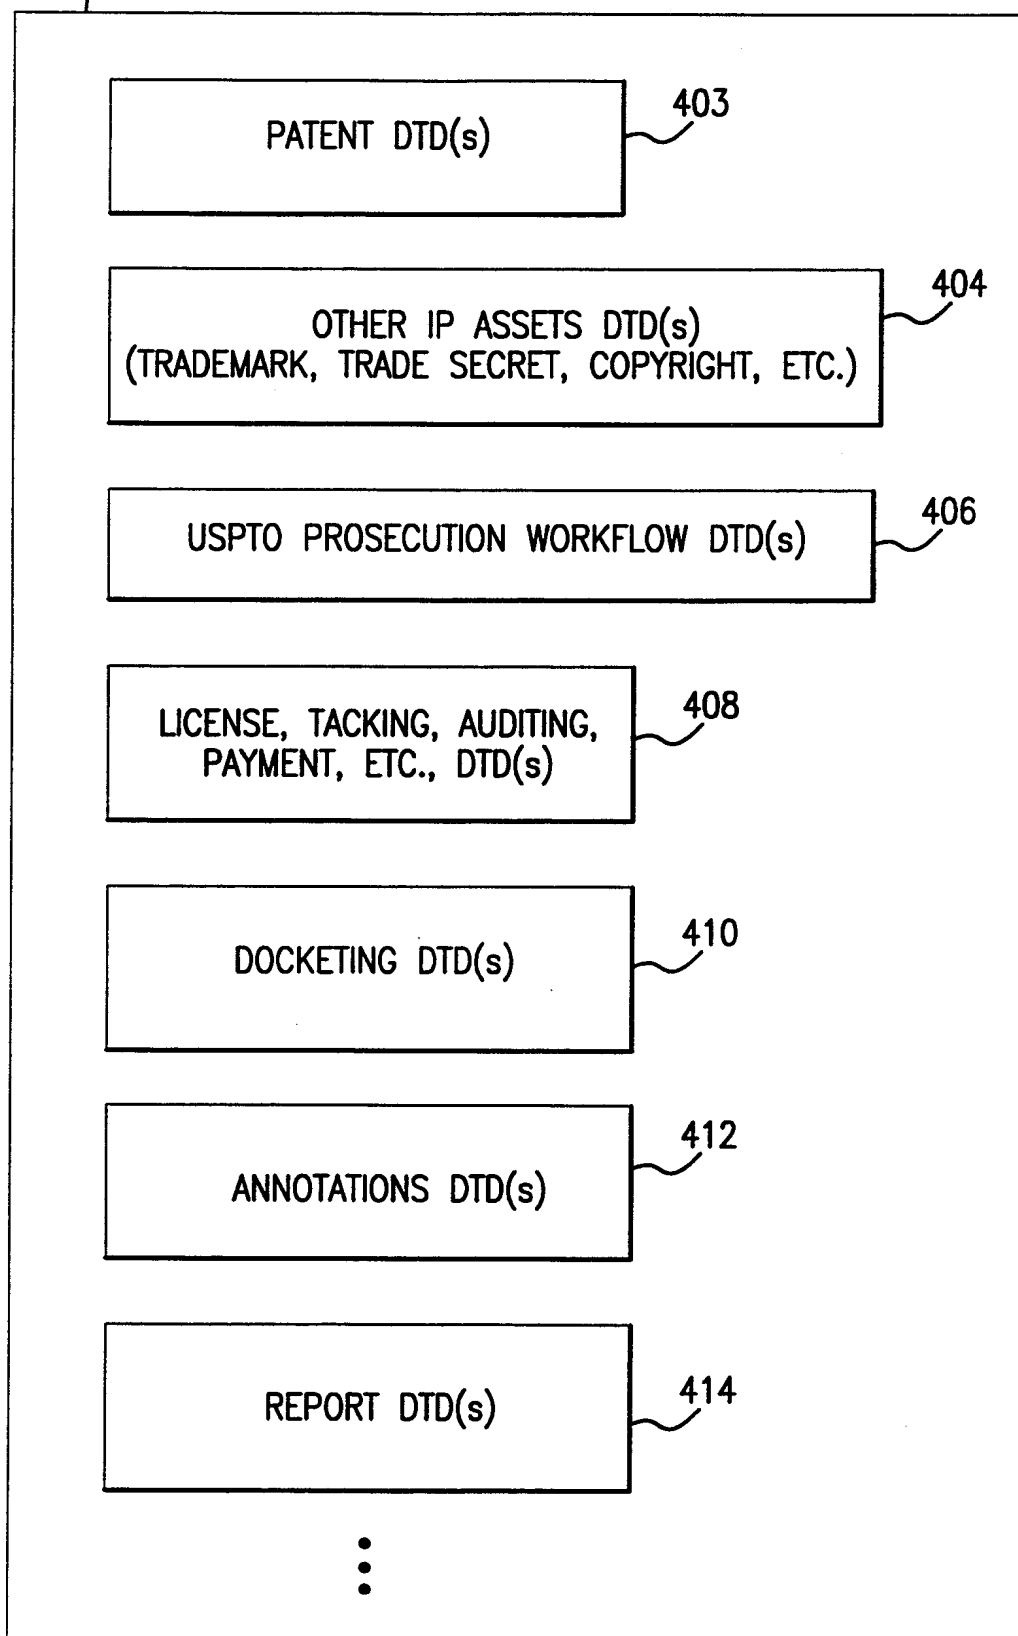 PATENT DTD(s)
403
OTHER IP ASSETS DTD(s)
(TRADEMARK, TRADE SECRET, COPYRIGHT, ETC.)
404
USPTO PROSECUTION WORKFLOW DTD(s)
406
LICENSE, TACKING, AUDITING,
PAYMENT, ETC., DTD(s)
408
DOCKETING DTD(s)
410
ANNOTATIONS DTD(s)
412
REPORT DTD(s)
414